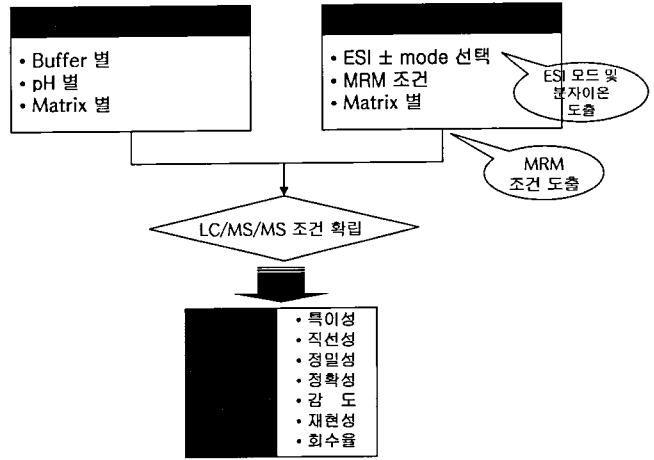 • Buffer 별
• pH 별
• Matrix 별
• ESI ± mode 선택
• MRM 조건
• Matrix 별
ESI 모드 및
분자이온
도출
MRM
조건 도출
LC/MS/MS 조건 확립
• 특이성
• 직선성
• 정밀성
• 정확성
• 감 도
• 재현성
• 회수율